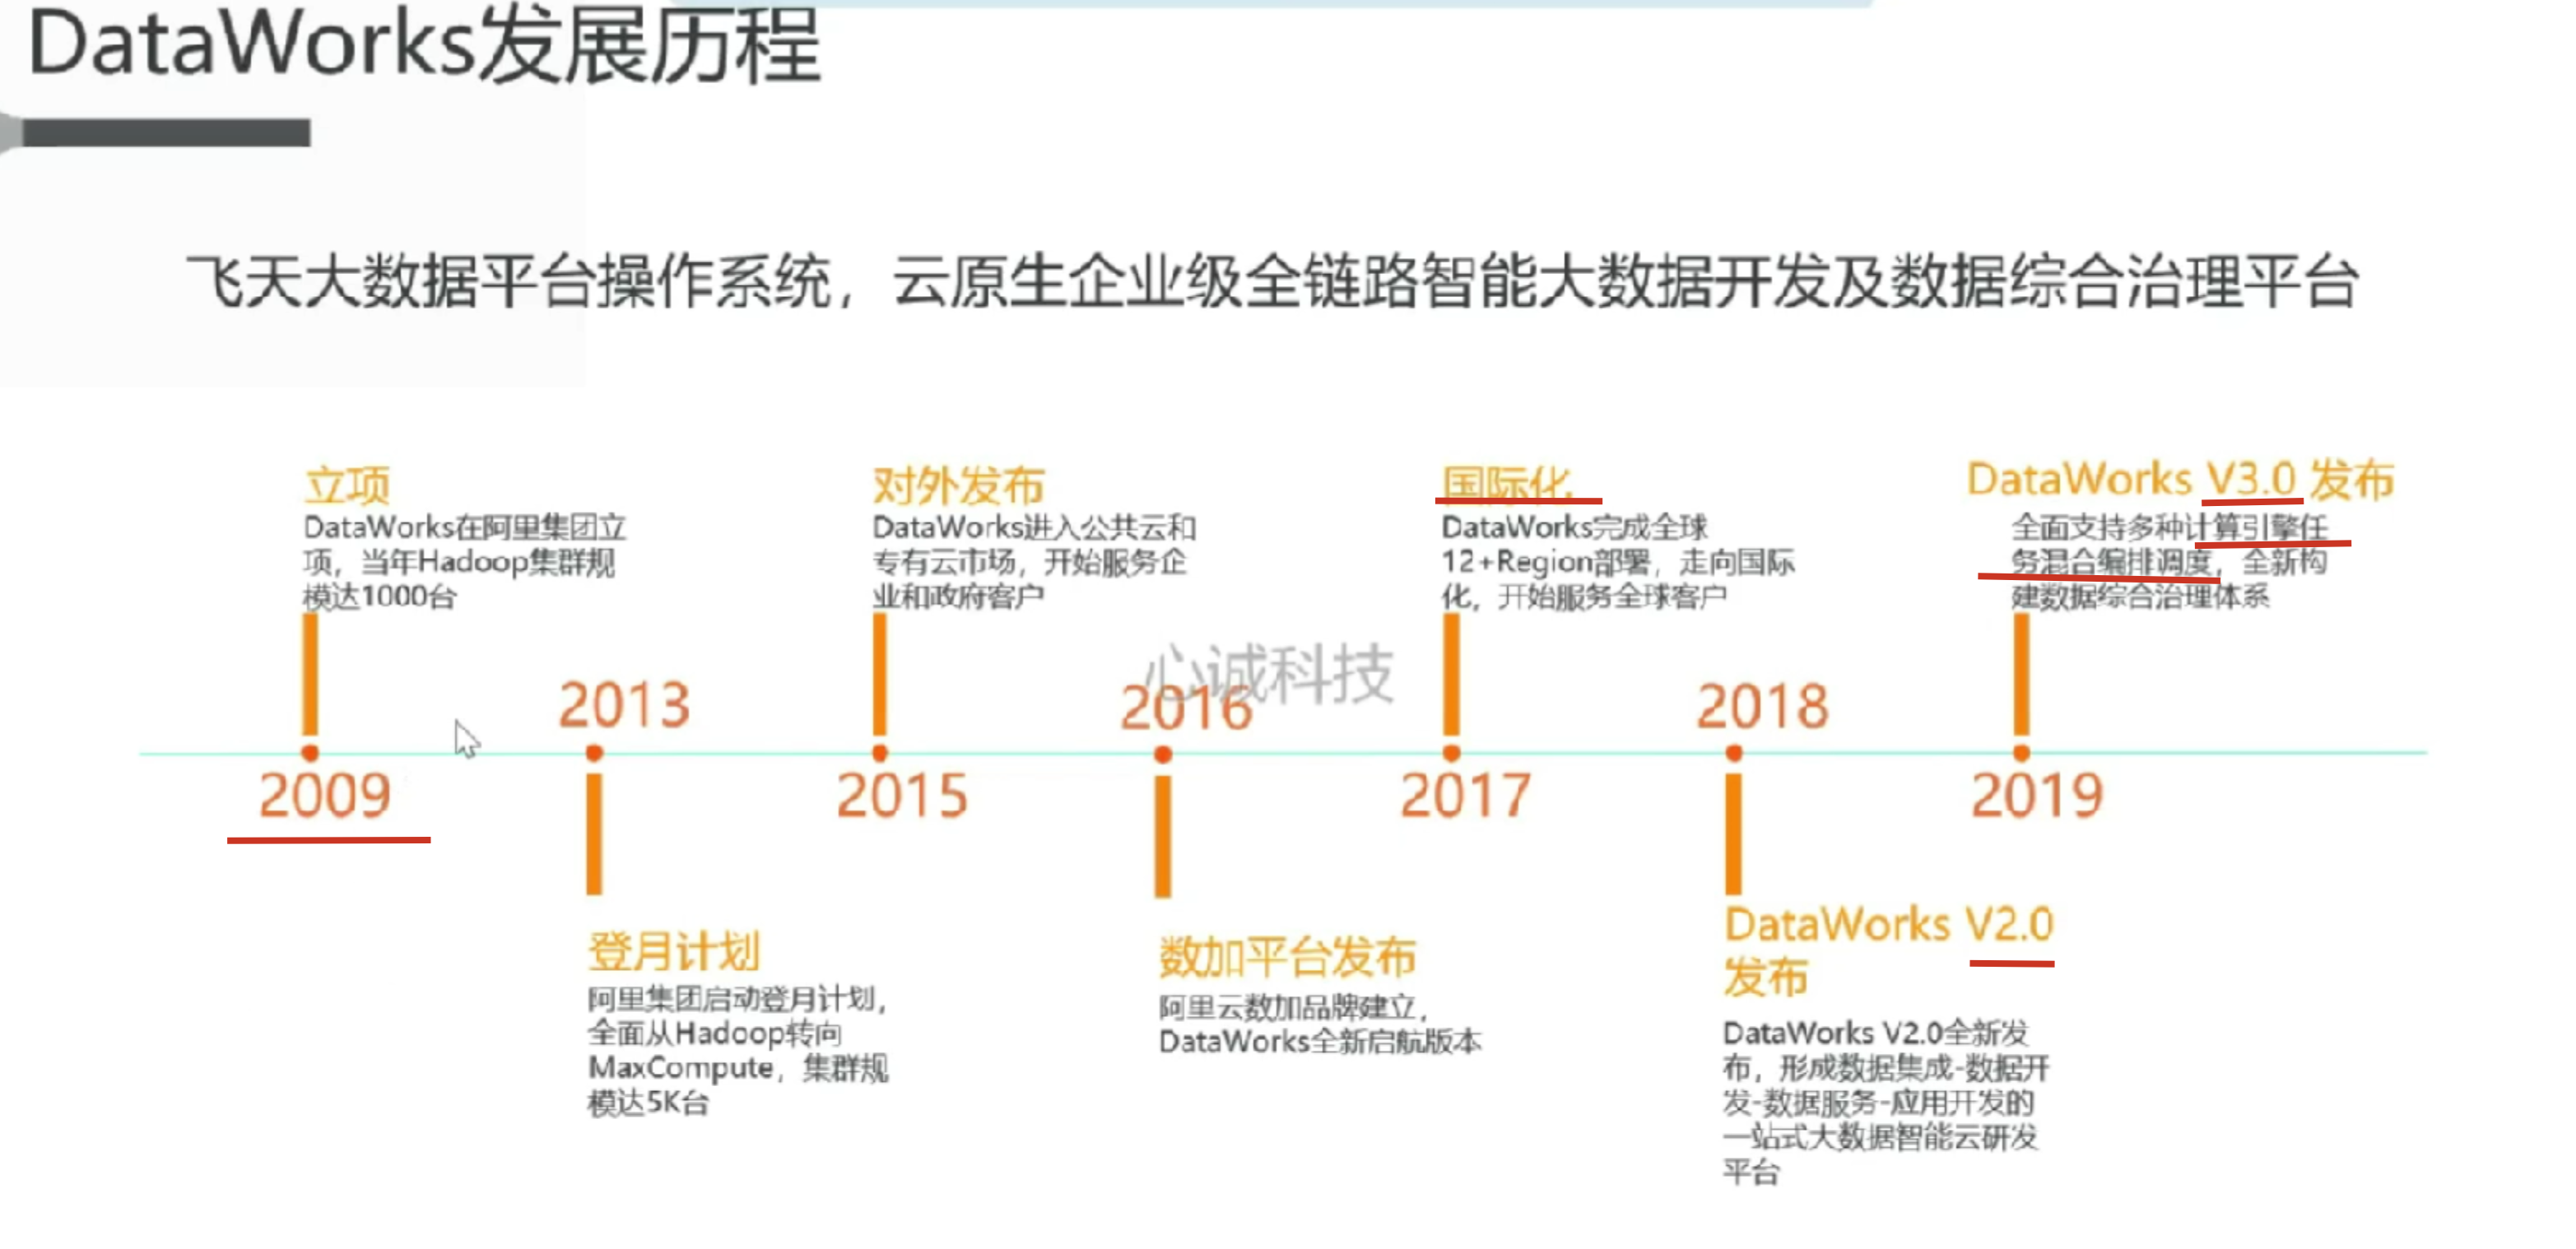 DataWorks发展历程
飞天大数据平台操作系统，云原生企业级全链路智能大数据开发及数据综合治理平台
立项
DataWorks在阿里集团立
项，当年Hadoop集群规
模达1000台
2009
2013
登月计划
阿里集团启动登月计划，
全面从Hadoop转向
MaxCompute，集群规
模达5K台
对外发布
DataWorks进入公共云和
专有云市场，开始服务企
业和政府客户
2015
心诚科技
2016
数加平台发布
阿里云数加品牌建立，
DataWorks全新启航版本
国际化
DataWorks完成全球
12+Region部署，走向国际
化，开始服务全球客户
2017
2018
DataWorks V2.0
发布
DataWorks V2.0全新发
布，形成数据集成-数据开
发-数据服务-应用开发的
一站式大数据智能云研发
平台
DataWorks V3.0 发布
全面支持多种计算引擎任
务混合编排调度，全新构
建数据综合治理体系
2019